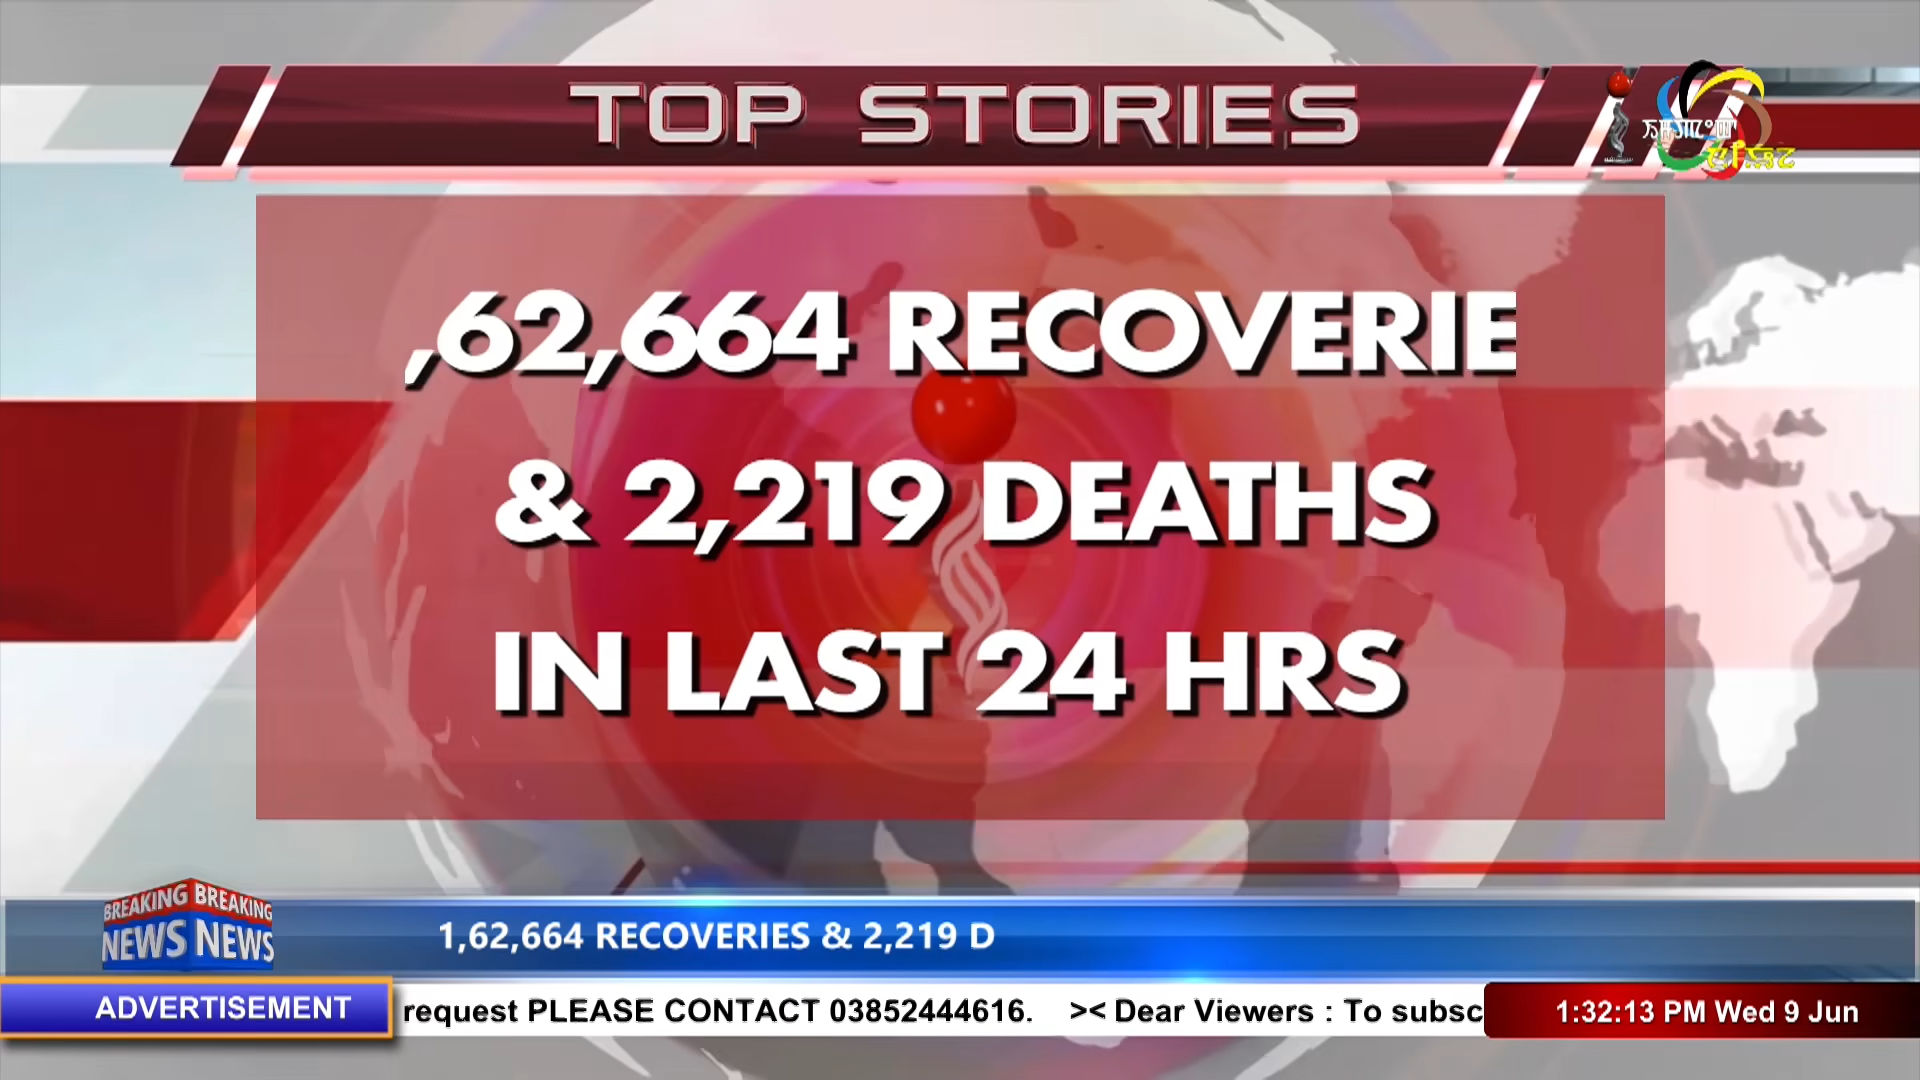 TOP STORIES
,62,664 RECOVERIE
& 2,219 DEATHS
IN LAST 24 HRS
BREAKING BREAKING
NEWS NEWS
1,62,664 RECOVERIES & 2,219 D
ADVERTISEMENT
request PLEASE CONTACT 03852444616. >< Dear Viewers : To subsc
1:32:13 PM Wed 9 Jun